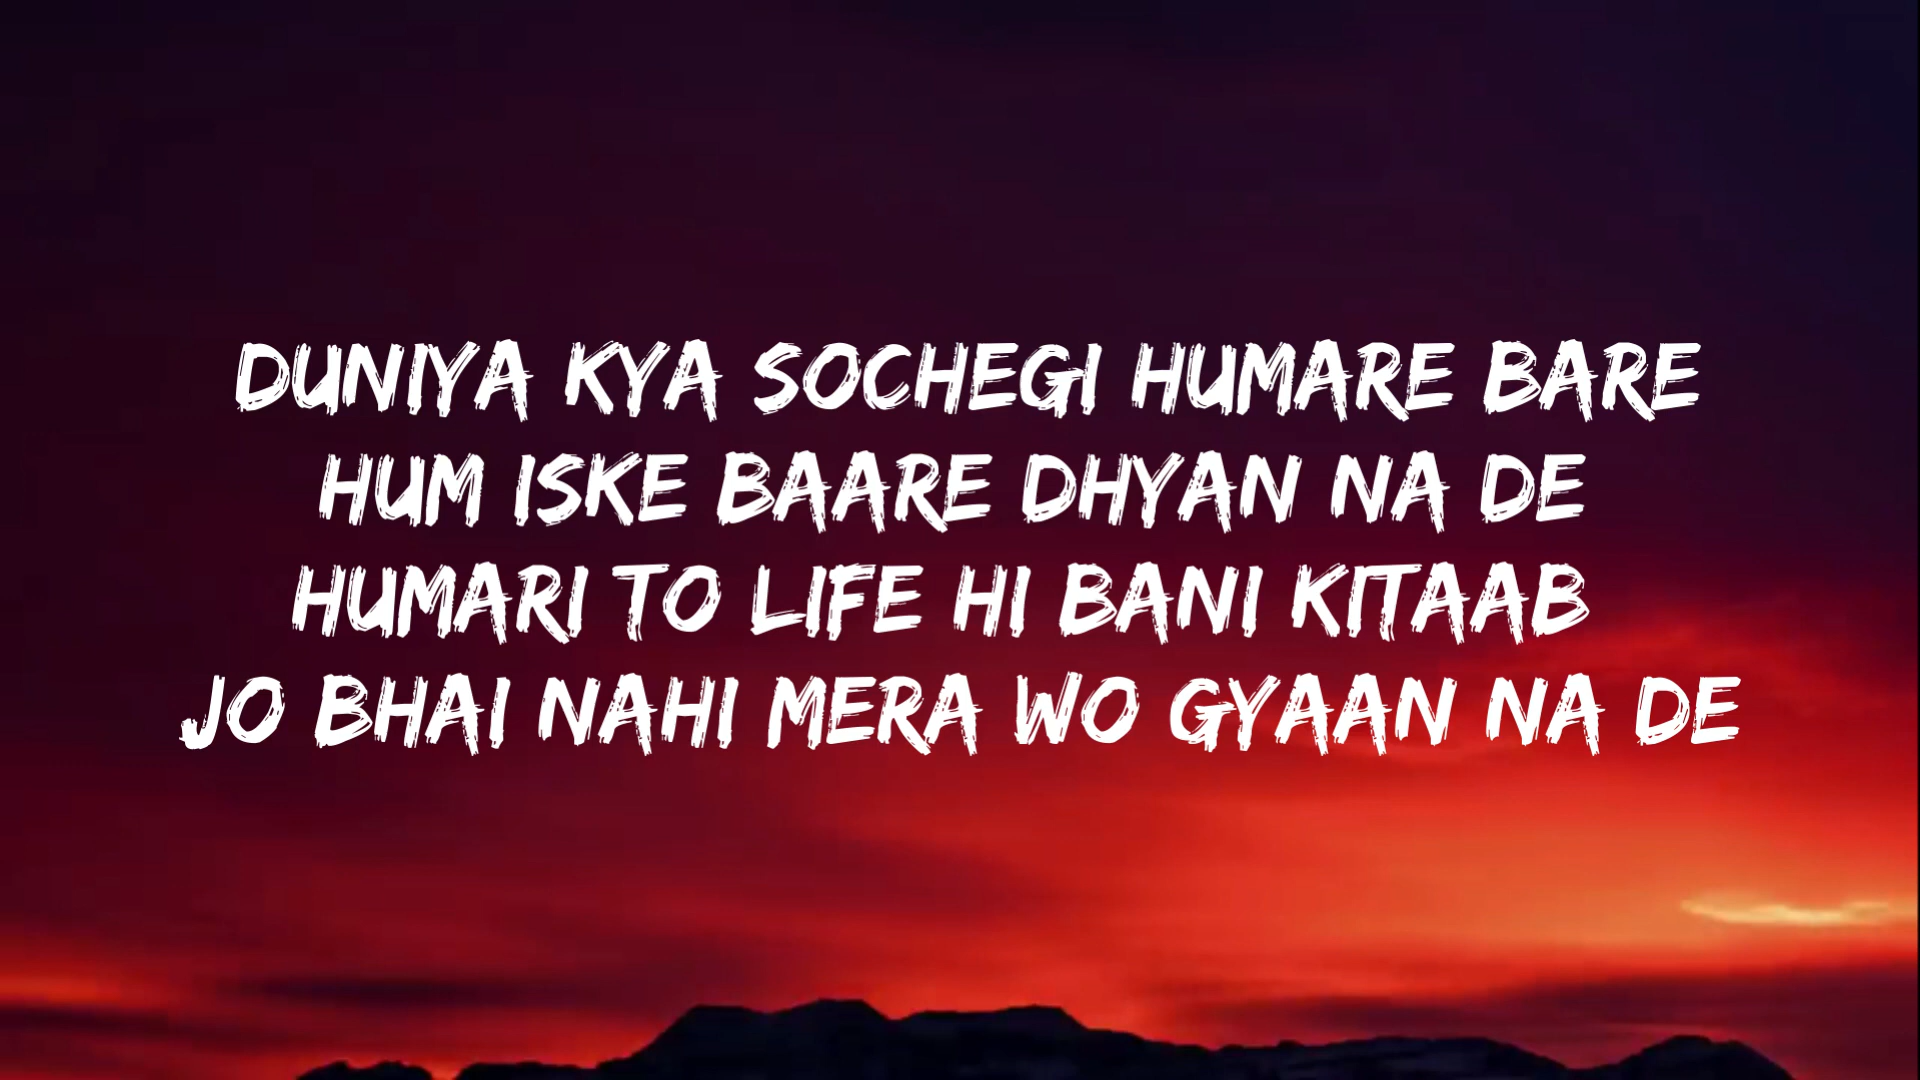 DUNIYA KYA SOCHEGI HUMARE BARE
HUM ISKE BAARE DHYAN NA DE
HUMARI TO LIFE HI BANI KITAAB
JO BHAI NAHI MERA WO GYAAN NA DE